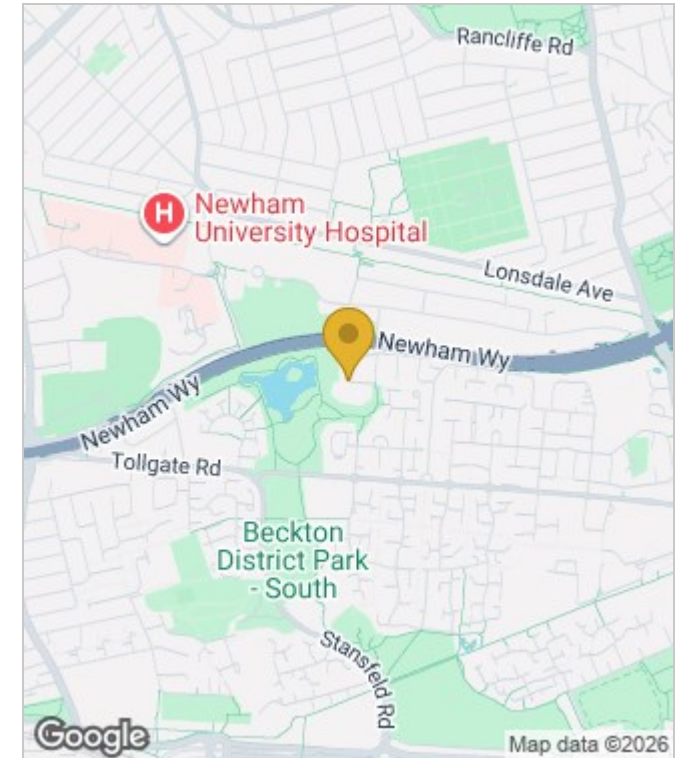 Rancliffe Rd
H
Newham
University Hospital
Lonsdale Ave
Newham Wy
Newham Wy
Tollgate Rd
Beckton
District Park
- South
Stansfeld Rd
Google
Map data ©2026